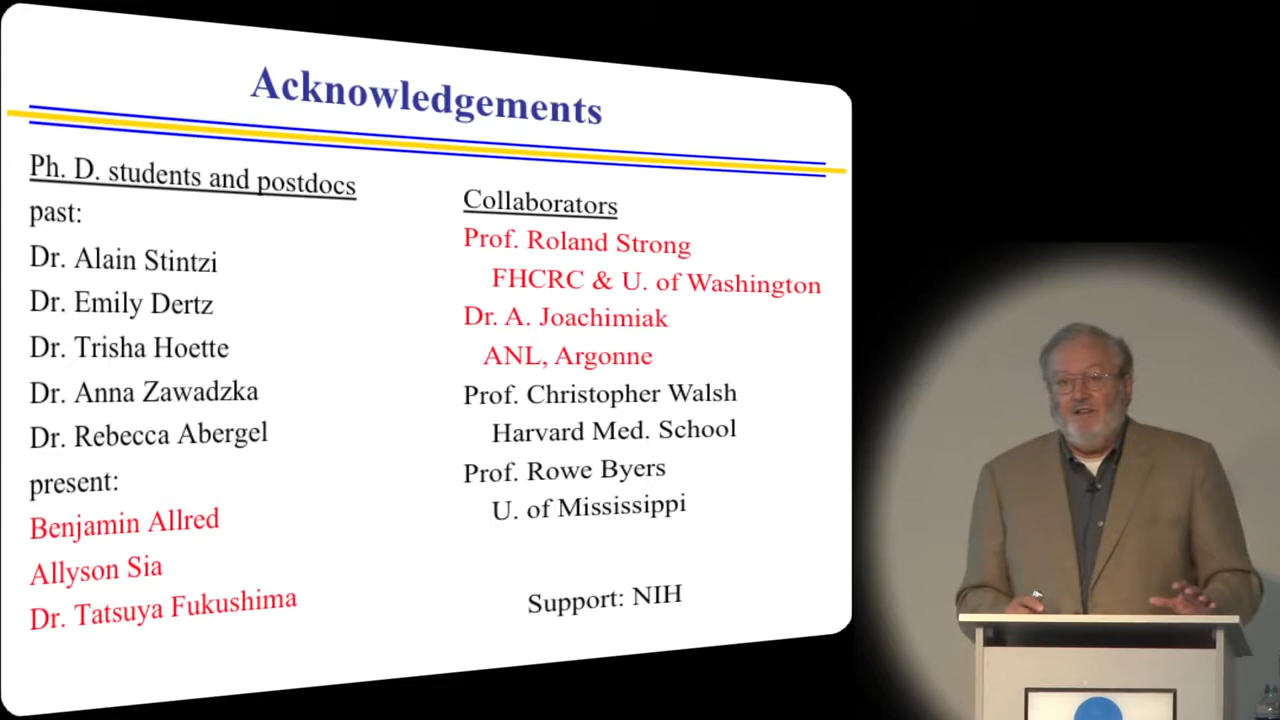 Acknowledgements
Ph. D. students and postdocs
past:
Dr. Alain Stintzi
Dr. Emily Dertz
Dr. Trisha Hoette
Dr. Anna Zawadzka
Dr. Rebecca Abergel
present:
Benjamin Allred
Allyson Sia
Dr. Tatsuya Fukushima
Collaborators
Prof. Roland Strong
FHCRC & U. of Washington
Dr. A. Joachimiak
ANL, Argonne
Prof. Christopher Walsh
Harvard Med. School
Prof. Rowe Byers
U. of Mississippi
Support: NIH